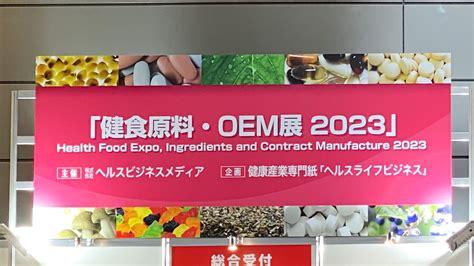 「健食原料・OEM展 2023」
Health Food Expo, Ingredients and Contract Manufacture 2023
主催 株式会社 ヘルスビジネスメディア 企画 健康産業専門紙「ヘルスライフビジネス」
総合受付